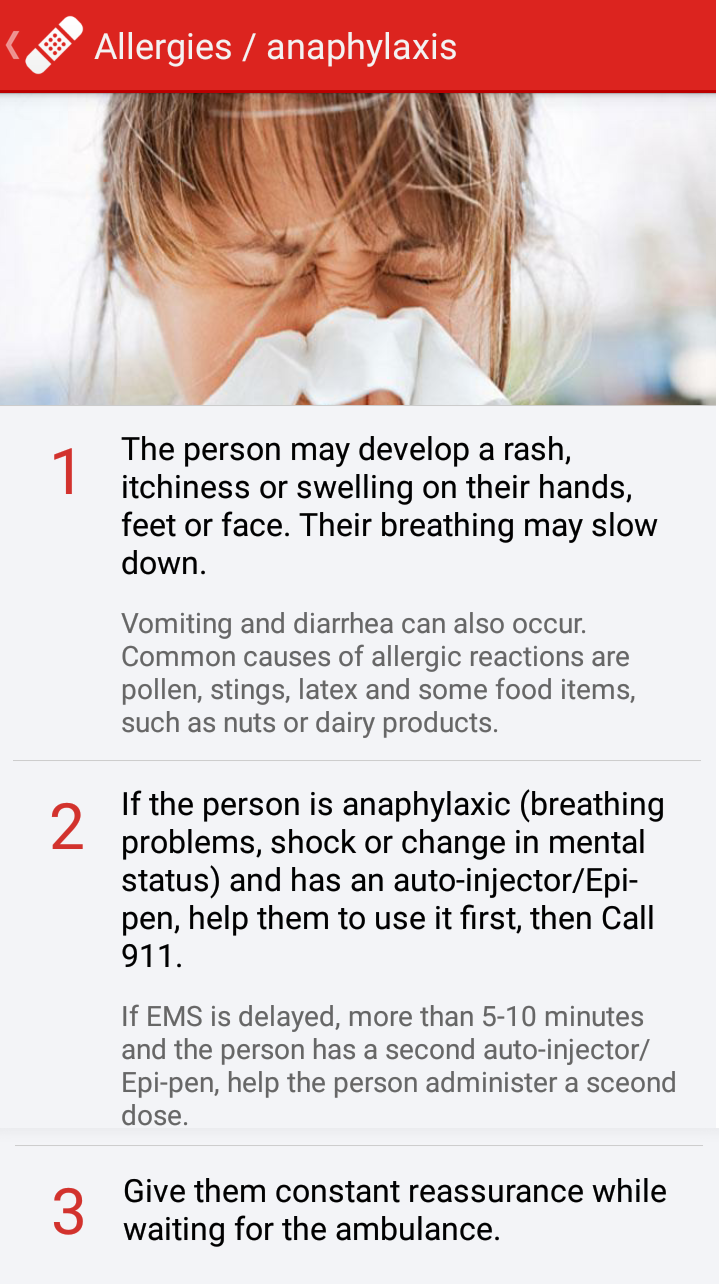 Allergies / anaphylaxis
1
The person may develop a rash,
itchiness or swelling on their hands,
feet or face. Their breathing may slow
down.
Vomiting and diarrhea can also occur.
Common causes of allergic reactions are
pollen, stings, latex and some food items,
such as nuts or dairy products.
2
If the person is anaphylaxic (breathing
problems, shock or change in mental
status) and has an auto-injector/Epi-
pen, help them to use it first, then Call
911.
If EMS is delayed, more than 5-10 minutes
and the person has a second auto-injector/
Epi-pen, help the person administer a sceond
dose.
3
Give them constant reassurance while
waiting for the ambulance.